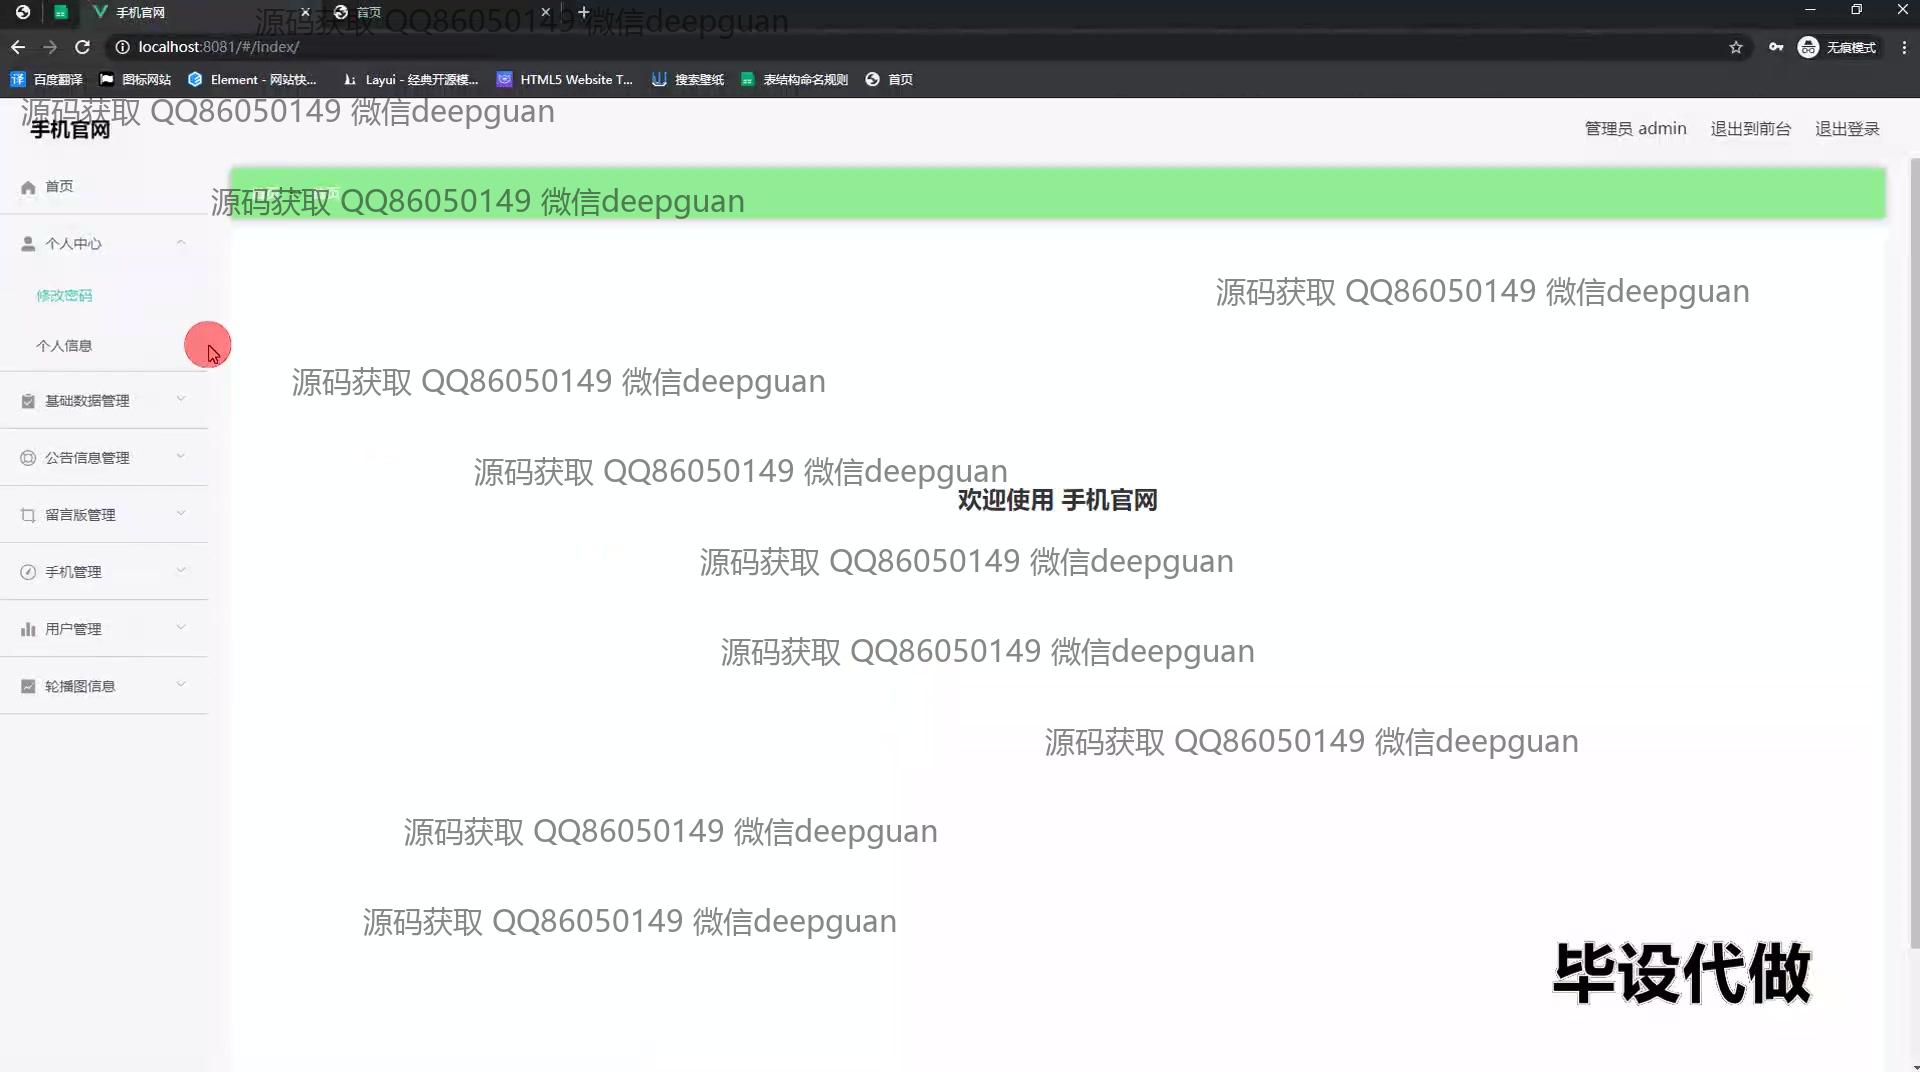 手机官网
首页
源码获取 QQ86050149 微信deepguan
localhost:8081/#/index/
无痕模式
百度翻译
图标网站
Element - 网站快...
Layui - 经典开源模...
HTML5 Website T...
搜索壁纸
表结构命名规则
首页
源码获取 QQ86050149 微信deepguan
手机官网
管理员 admin
退出到前台
退出登录
首页
源码获取 QQ86050149 微信deepguan
个人中心
修改密码
源码获取 QQ86050149 微信deepguan
个人信息
源码获取 QQ86050149 微信deepguan
基础数据管理
公告信息管理
源码获取 QQ86050149 微信deepguan
欢迎使用 手机官网
留言版管理
源码获取 QQ86050149 微信deepguan
手机管理
用户管理
源码获取 QQ86050149 微信deepguan
轮播图信息
源码获取 QQ86050149 微信deepguan
源码获取 QQ86050149 微信deepguan
源码获取 QQ86050149 微信deepguan
毕设代做